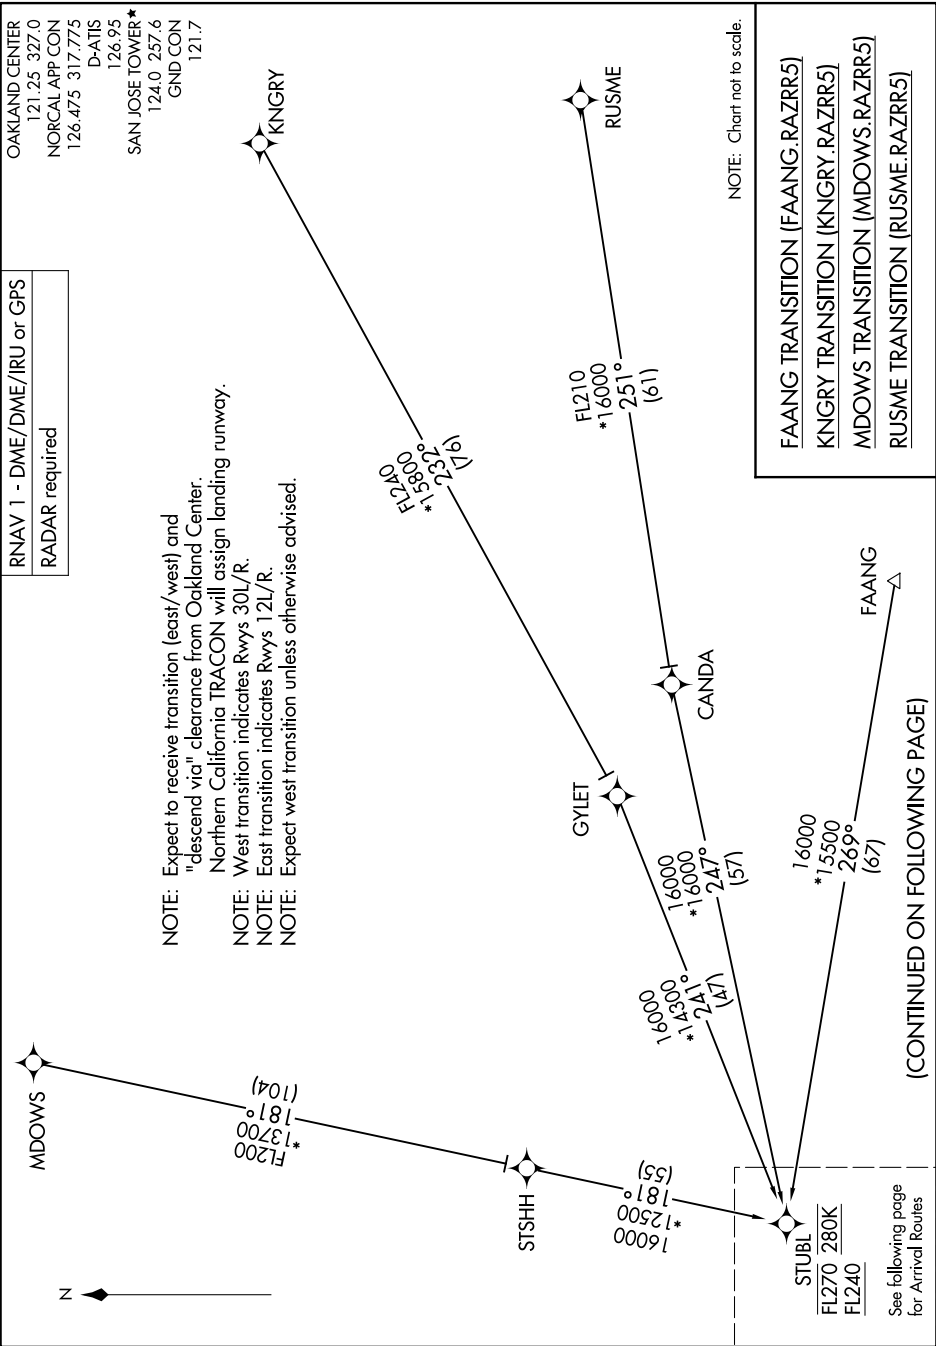 OAKLAND CENTER
121.25 327.0
NORCAL APP CON
126.475 317.775
D-ATIS
126.95
SAN JOSE TOWER★
124.0 257.6
GND CON
121.7
RNAV 1 - DME/DME/IRU or GPS
RADAR required
NOTE: Expect to receive transition (east/west) and
"descend via" clearance from Oakland Center.
Northern California TRACON will assign landing runway.
NOTE: West transition indicates Rwys 30L/R.
NOTE: East transition indicates Rwys 12L/R.
NOTE: Expect west transition unless otherwise advised.
N
MDOWS
FL200
*13700
181°
(104)
STSHH
16000
*12500
181°
(55)
KNGRY
FL240
*15800
232°
(76)
GYLET
16000
*14300
241°
(47)
RUSME
FL210
*16000
251°
(61)
CANDA
16000
*16000
247°
(57)
FAANG
16000
*15500
269°
(67)
STUBL
FL270 280K
FL240
See following page
for Arrival Routes
(CONTINUED ON FOLLOWING PAGE)
NOTE: Chart not to scale.
FAANG TRANSITION (FAANG.RAZRR5)
KNGRY TRANSITION (KNGRY.RAZRR5)
MDOWS TRANSITION (MDOWS.RAZRR5)
RUSME TRANSITION (RUSME.RAZRR5)